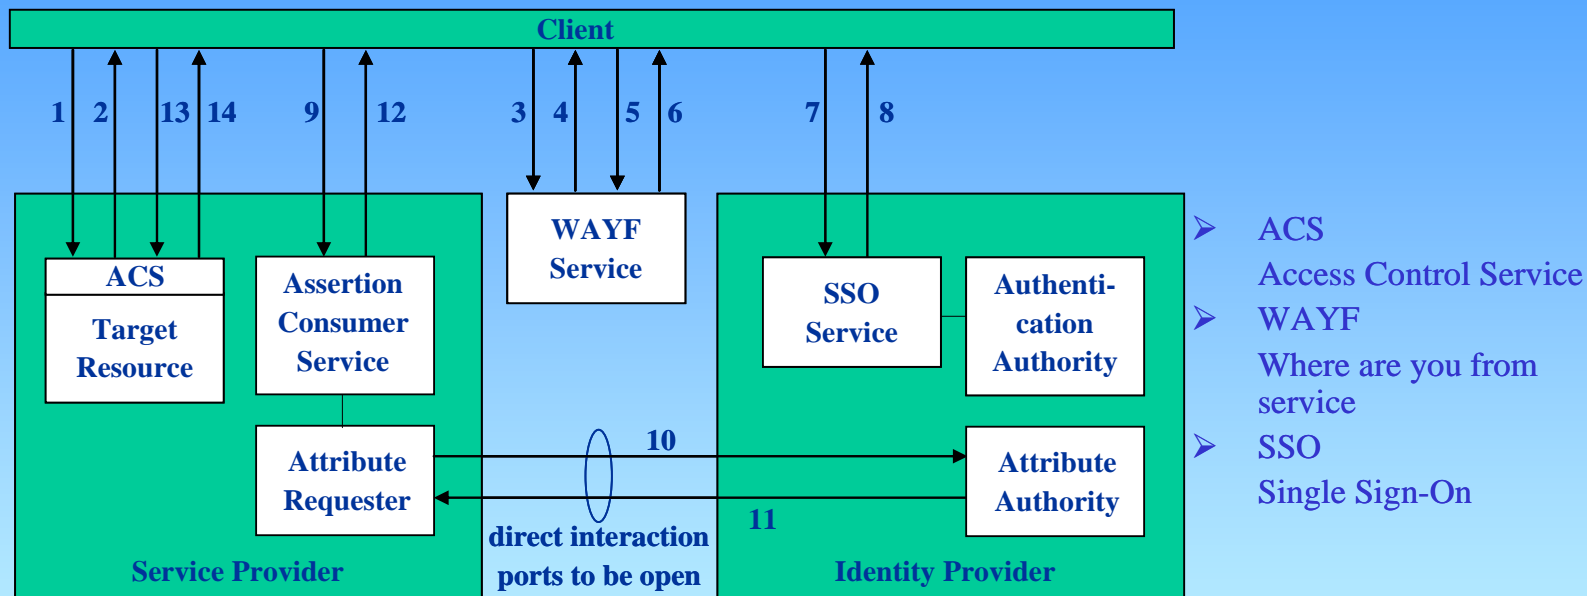 Client
1
2
13
14
9
12
3
4
5
6
7
8
ACS
Target
Resource
Assertion
Consumer
Service
Attribute
Requester
Service Provider
WAYF
Service
10
11
direct interaction
ports to be open
SSO
Service
Authenti-
cation
Authority
Attribute
Authority
Identity Provider
➢ ACS
Access Control Service
➢ WAYF
Where are you from
service
➢ SSO
Single Sign-On